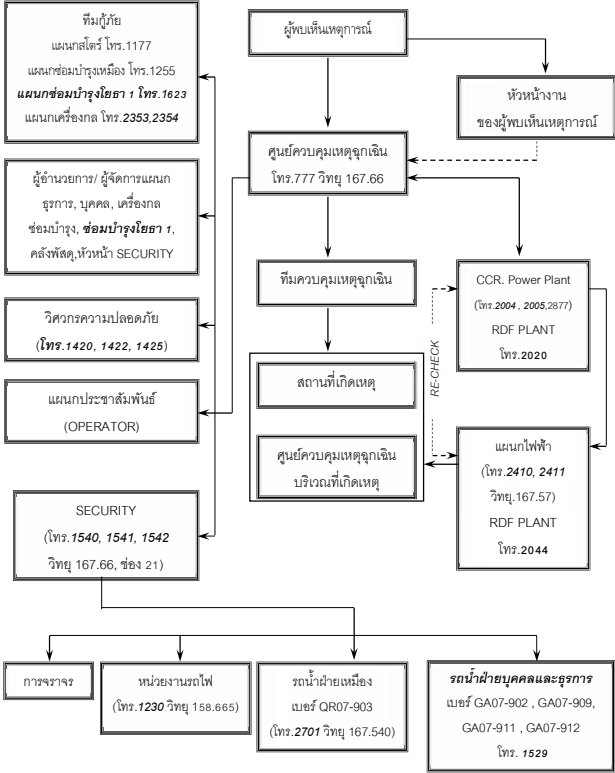 ทีมกู้ภัย
แผนกสโตร์ โทร.1177
แผนกซ่อมบำรุงเหมือง โทร.1255
แผนกซ่อมบำรุงโยธา 1 โทร.1623
แผนกเครื่องกล โทร.2353,2354
ผู้พบเห็นเหตุการณ์
หัวหน้างาน
ของผู้พบเห็นเหตุการณ์
ศูนย์ควบคุมเหตุฉุกเฉิน
โทร.777 วิทยุ 167.66
ผู้อำนวยการ/ ผู้จัดการแผนก
ธุรการ, บุคคล, เครื่องกล
ซ่อมบำรุง, ซ่อมบำรุงโยธา 1,
คลังพัสดุ,หัวหน้า SECURITY
ทีมควบคุมเหตุฉุกเฉิน
CCR. Power Plant
(โทร.2004 , 2005,2877)
RDF PLANT
โทร.2020
วิศวกรความปลอดภัย
(โทร.1420, 1422, 1425)
RE-CHECK
สถานที่เกิดเหตุ
แผนกประชาสัมพันธ์
(OPERATOR)
ศูนย์ควบคุมเหตุฉุกเฉิน
บริเวณที่เกิดเหตุ
แผนกไฟฟ้า
(โทร.2410, 2411
วิทยุ.167.57)
RDF PLANT
โทร.2044
SECURITY
(โทร.1540, 1541, 1542
วิทยุ 167.66, ช่อง 21)
การจราจร
หน่วยงานรถไฟ
(โทร.1230 วิทยุ 158.665)
รถน้ำฝ่ายเหมือง
เบอร์ QR07-903
(โทร.2701 วิทยุ 167.540)
รถน้ำฝ่ายบุคคลและธุรการ
เบอร์ GA07-902 , GA07-909,
GA07-911 , GA07-912
โทร. 1529